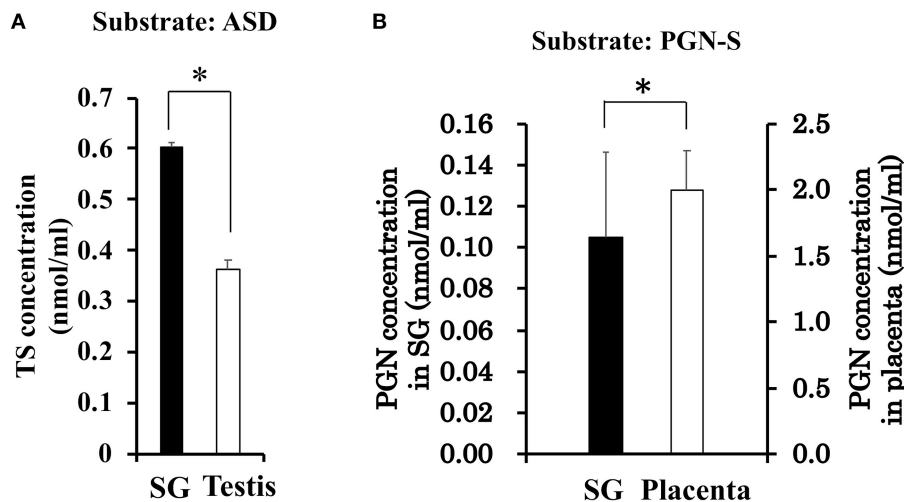 A
Substrate: ASD
*
0.7
0.6
0.5
0.4
0.3
0.2
0.1
0
TS concentration
(nmol/ml)
SG Testis
B
Substrate: PGN-S
*
0.16
0.14
0.12
0.10
0.08
0.06
0.04
0.02
0.00
PGN concentration
in SG (nmol/ml)
2.5
2.0
1.5
1.0
0.5
0.0
PGN concentration
in placenta (nmol/ml)
SG Placenta